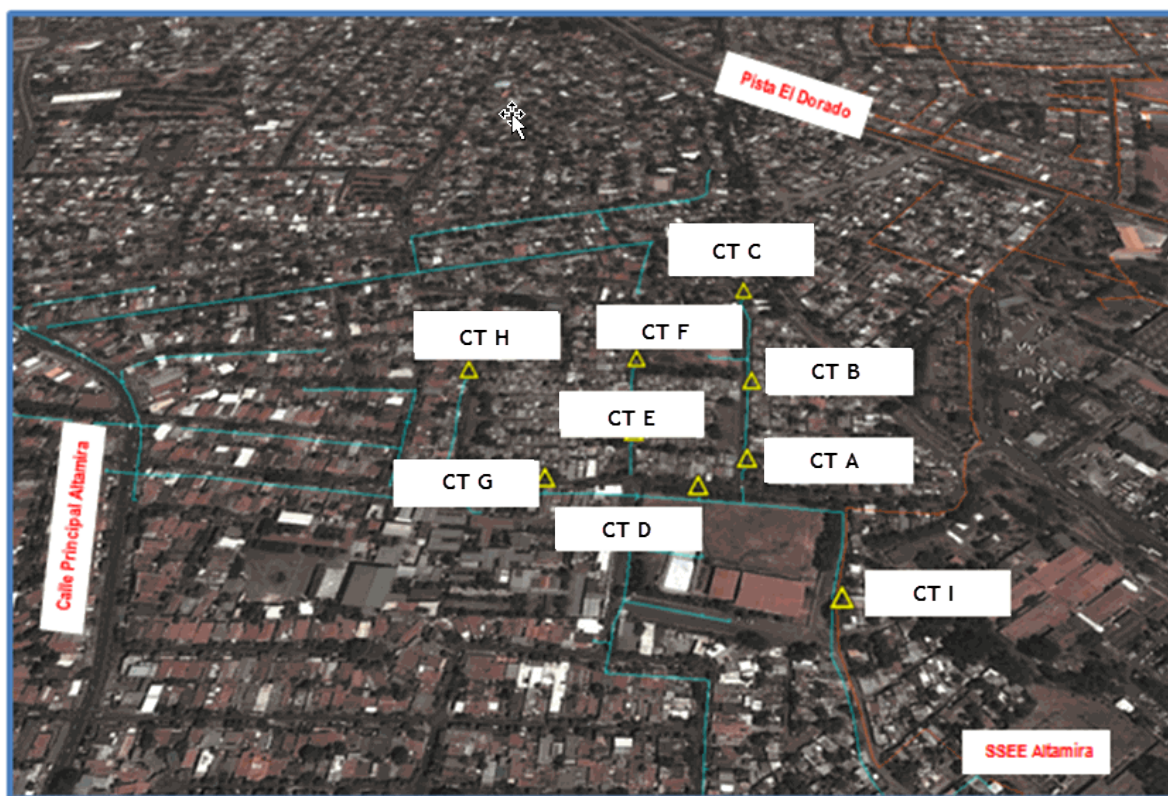 Pista El Dorado
CT C
CT H
CT F
CT B
CT E
CT A
CT G
CT D
Calle Principal Altamira
CT I
SSEE Altamira